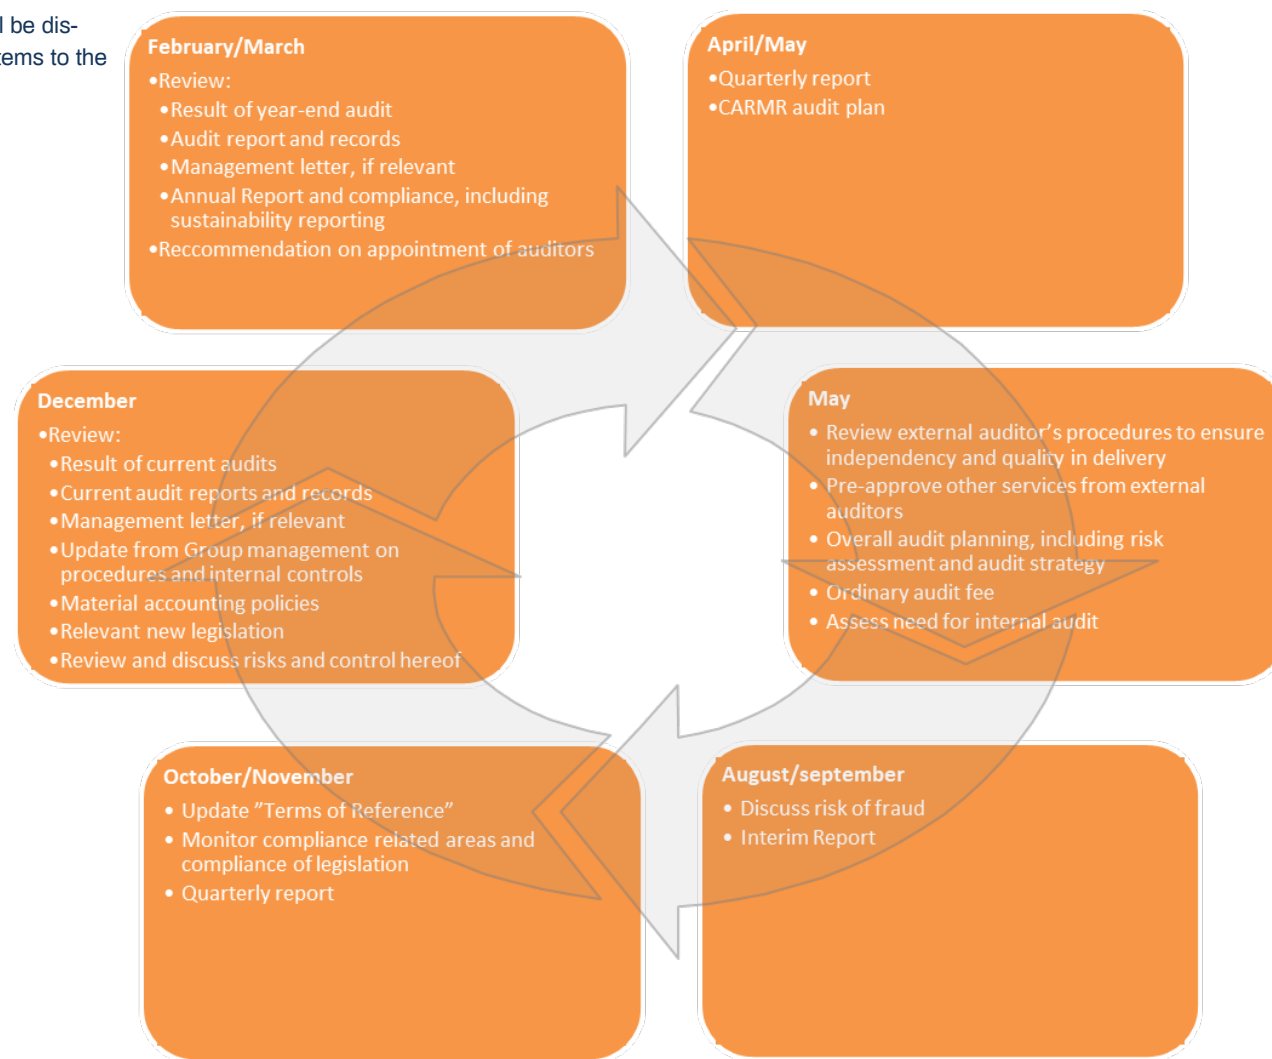 l be dis-
tems to the
February/March
•Review:
•Result of year-end audit
•Audit report and records
•Management letter, if relevant
•Annual Report and compliance, including
sustainability reporting
•Reccommendation on appointment of auditors
April/May
•Quarterly report
•CARMR audit plan
December
•Review:
•Result of current audits
•Current audit reports and records
•Management letter, if relevant
•Update from Group management on
procedures and internal controls
•Material accounting policies
•Relevant new legislation
•Review and discuss risks and control hereof
May
• Review external auditor’s procedures to ensure
independency and quality in delivery
• Pre-approve other services from external
auditors
• Overall audit planning, including risk
assessment and audit strategy
• Ordinary audit fee
• Assess need for internal audit
October/November
• Update ”Terms of Reference”
• Monitor compliance related areas and
compliance of legislation
• Quarterly report
August/september
• Discuss risk of fraud
• Interim Report